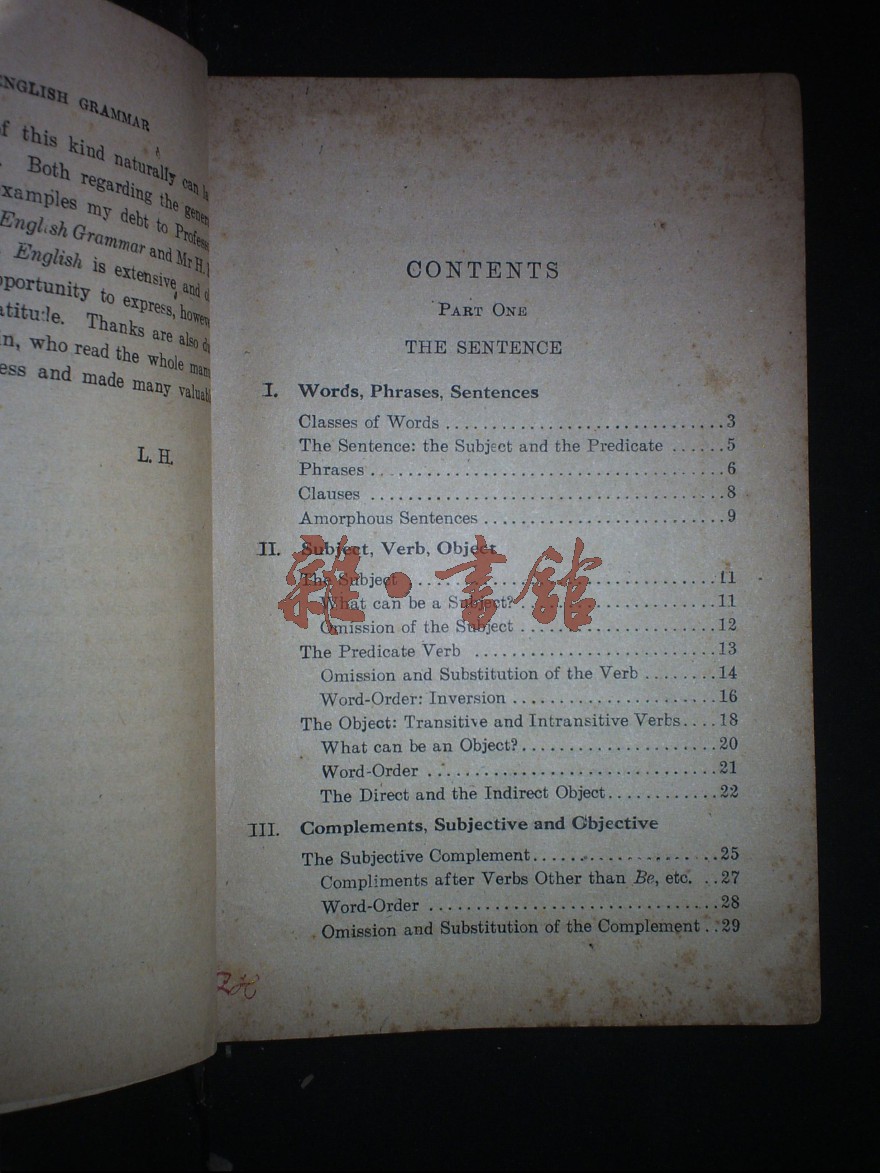 ENGLISH GRAMMAR
of this kind naturally can
Both regarding the
examples my debt to
English Grammar and Mr H.
English is extensive and
opportunity to express,
Thanks are also
who read the whole
and made many
L. H.
CONTENTS
PART ONE
THE SENTENCE
I. Words, Phrases, Sentences
Classes of Words ..............................3
The Sentence: the Subject and the Predicate ......5
Phrases ..................................6
Clauses ..................................8
Amorphous Sentences ........................9
II. Subject, Verb, Object
The Subject ..............................11
What can be a Subject? ....................11
Omission of the Subject ....................12
The Predicate Verb ........................13
Omission and Substitution of the Verb ........14
Word-Order: Inversion ......................16
The Object: Transitive and Intransitive Verbs....18
What can be an Object?......................20
Word-Order ..............................21
The Direct and the Indirect Object............22
III. Complements, Subjective and Objective
The Subjective Complement....................25
Compliments after Verbs Other than Be, etc. ..27
Word-Order ..............................28
Omission and Substitution of the Complement ..29
雜·書館